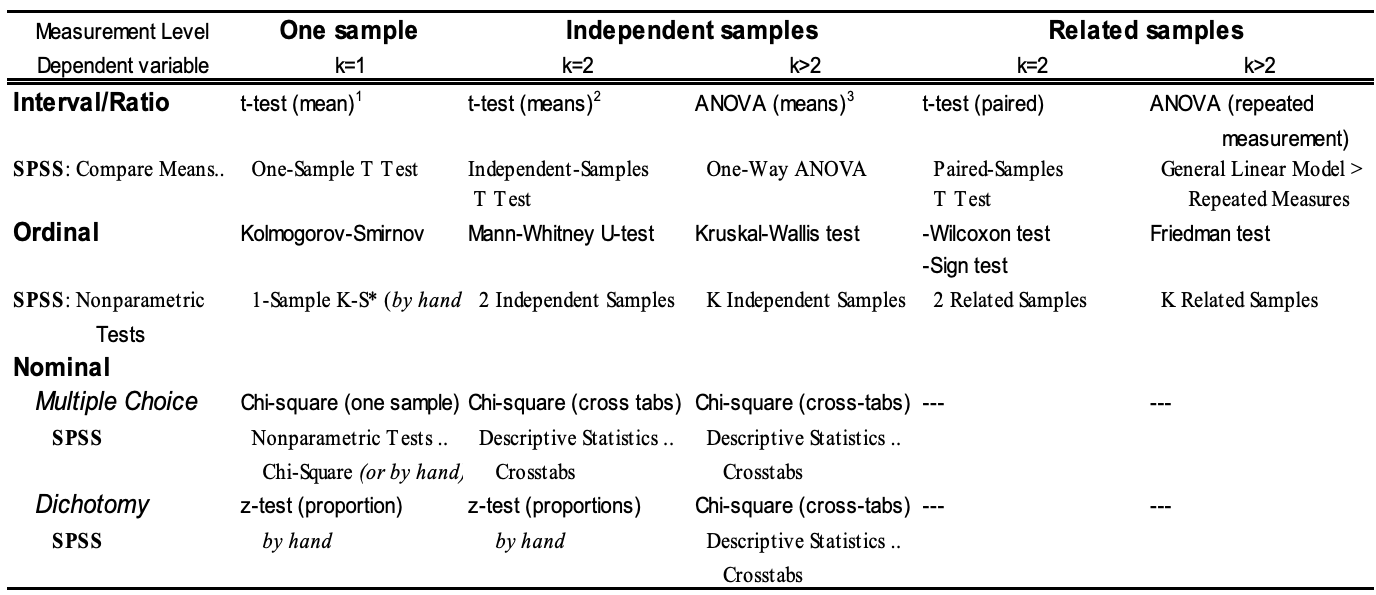 Measurement Level One sample Independent samples Related samples
Dependent variable k=1 k=2 k>2 k=2 k>2
Interval/Ratio t-test (mean)¹ t-test (means)² ANOVA (means)³ t-test (paired) ANOVA (repeated
measurement)
SPSS: Compare Means.. One-Sample T Test Independent-Samples One-Way ANOVA Paired-Samples General Linear Model >
T Test T Test Repeated Measures
Ordinal Kolmogorov-Smirnov Mann-Whitney U-test Kruskal-Wallis test -Wilcoxon test Friedman test
-Sign test
SPSS: Nonparametric 1-Sample K-S* (by hand 2 Independent Samples K Independent Samples 2 Related Samples K Related Samples
Tests
Nominal
Multiple Choice Chi-square (one sample) Chi-square (cross tabs) Chi-square (cross-tabs) --- ---
SPSS Nonparametric Tests .. Descriptive Statistics .. Descriptive Statistics ..
Chi-Square (or by hand) Crosstabs Crosstabs
Dichotomy z-test (proportion) z-test (proportions) Chi-square (cross-tabs) --- ---
SPSS by hand by hand Descriptive Statistics ..
Crosstabs